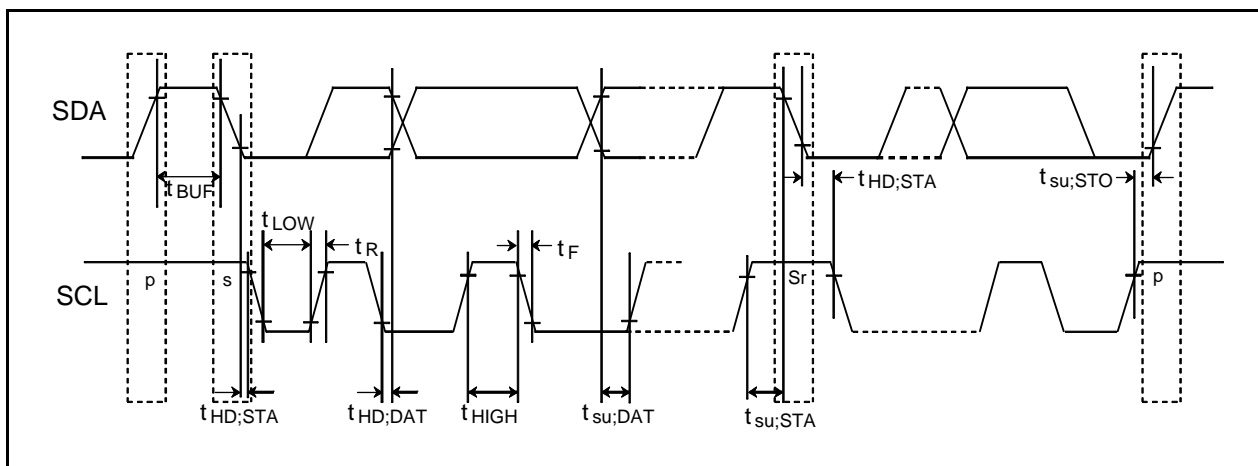 SDA
tBUF
tHD;STA
tsu;STO
tLOW
tR
tF
SCL
p
s
Sr
p
tHD;STA
tHD;DAT
tHIGH
tsu;DAT
tsu;STA